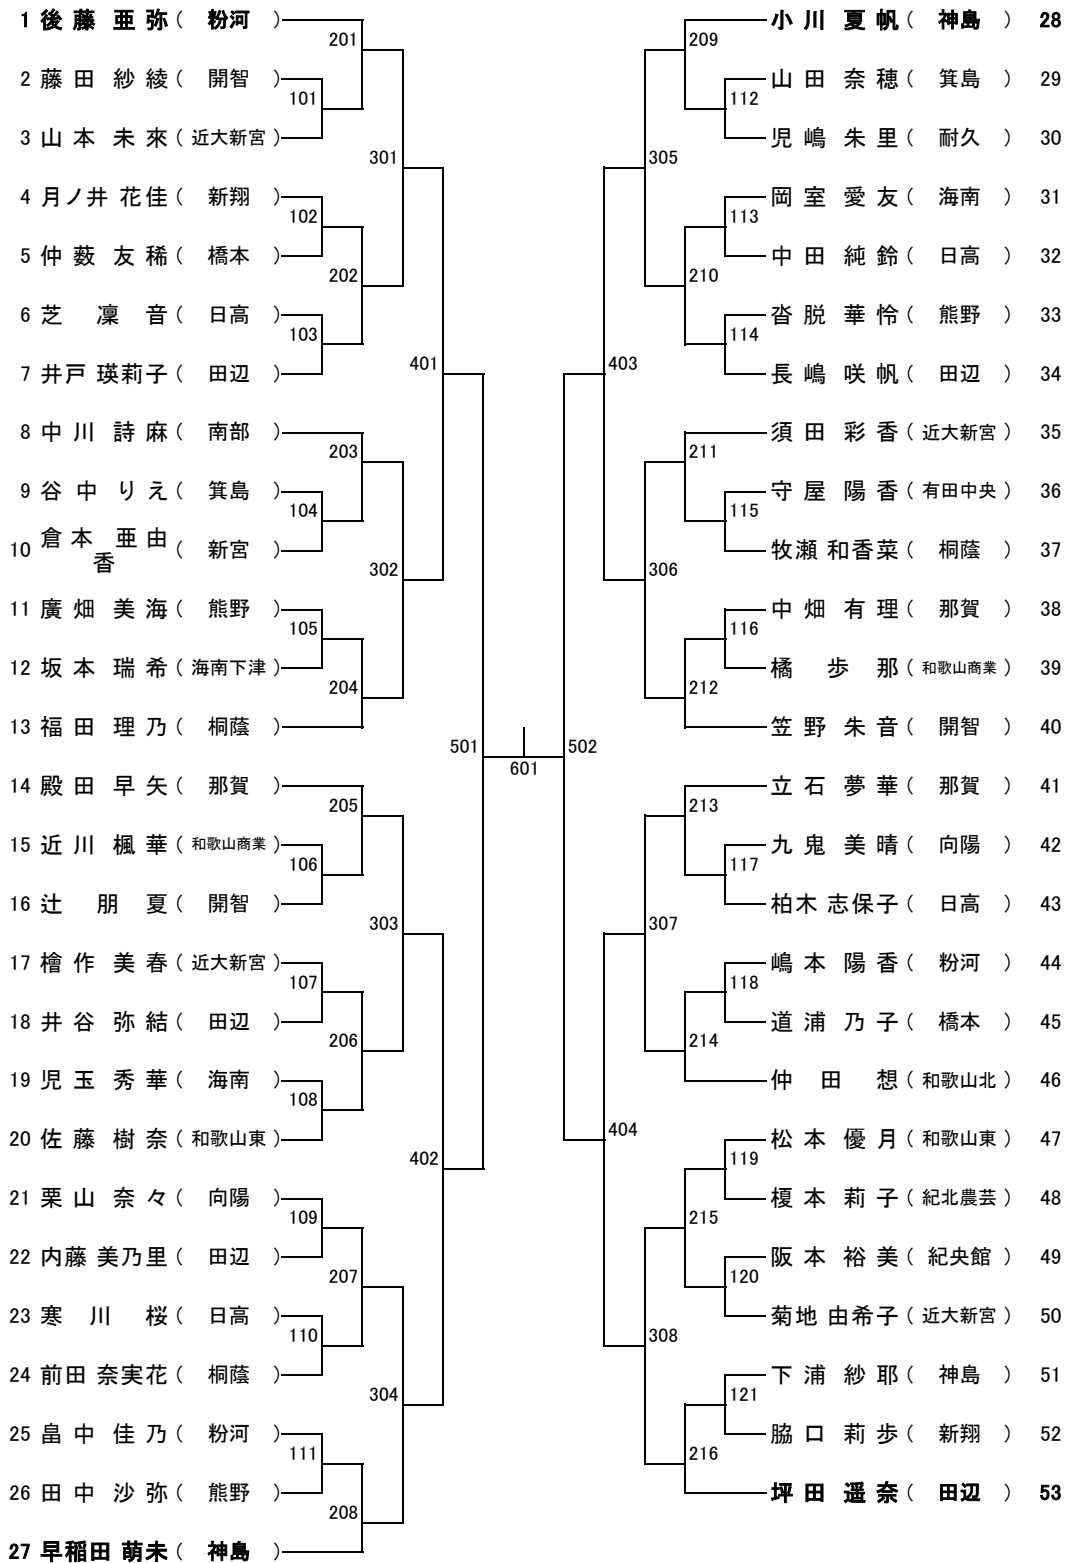 1 後藤 亜弥 ( 粉河 )
201
2 藤田 紗綾 ( 開智 )
101
3 山本 未來 ( 近大新宮 )
301
4 月ノ井 花佳 ( 新翔 )
102
5 仲薮 友稀 ( 橋本 )
202
6 芝 凜音 ( 日高 )
103
7 井戸 瑛莉子 ( 田辺 )
401
8 中川 詩麻 ( 南部 )
203
9 谷中 りえ ( 箕島 )
104
10 倉本 亜由香 ( 新宮 )
302
11 廣畑 美海 ( 熊野 )
105
12 坂本 瑞希 ( 海南下津 )
204
13 福田 理乃 ( 桐蔭 )
501
14 殿田 早矢 ( 那賀 )
205
15 近川 楓華 ( 和歌山商業 )
106
16 辻 朋夏 ( 開智 )
303
17 檜作 美春 ( 近大新宮 )
107
18 井谷 弥結 ( 田辺 )
206
19 児玉 秀華 ( 海南 )
108
20 佐藤 樹奈 ( 和歌山東 )
402
21 栗山 奈々 ( 向陽 )
109
22 内藤 美乃里 ( 田辺 )
207
23 寒川 桜 ( 日高 )
110
24 前田 奈実花 ( 桐蔭 )
304
25 畠中 佳乃 ( 粉河 )
111
26 田中 沙弥 ( 熊野 )
208
27 早稲田 萌未 ( 神島 )
601
小川 夏帆 ( 神島 ) 28
209
山田 奈穂 ( 箕島 ) 29
112
児嶋 朱里 ( 耐久 ) 30
305
岡室 愛友 ( 海南 ) 31
113
中田 純鈴 ( 日高 ) 32
210
沓脱 華怜 ( 熊野 ) 33
114
長嶋 咲帆 ( 田辺 ) 34
403
須田 彩香 ( 近大新宮 ) 35
211
守屋 陽香 ( 有田中央 ) 36
115
牧瀬 和香菜 ( 桐蔭 ) 37
306
中畑 有理 ( 那賀 ) 38
116
橘 歩那 ( 和歌山商業 ) 39
212
笠野 朱音 ( 開智 ) 40
502
立石 夢華 ( 那賀 ) 41
213
九鬼 美晴 ( 向陽 ) 42
117
柏木 志保子 ( 日高 ) 43
307
嶋本 陽香 ( 粉河 ) 44
118
道浦 乃子 ( 橋本 ) 45
214
仲田 想 ( 和歌山北 ) 46
404
松本 優月 ( 和歌山東 ) 47
119
榎本 莉子 ( 紀北農芸 ) 48
215
阪本 裕美 ( 紀央館 ) 49
120
菊地 由希子 ( 近大新宮 ) 50
308
下浦 紗耶 ( 神島 ) 51
121
脇口 莉歩 ( 新翔 ) 52
216
坪田 遥奈 ( 田辺 ) 53